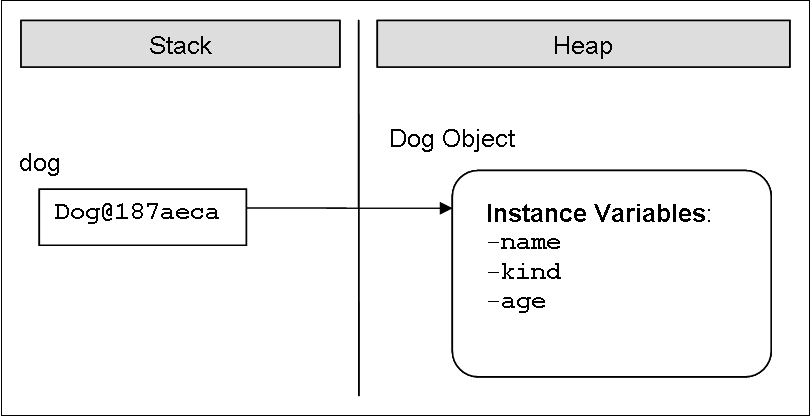 Stack
Heap
Dog Object
dog
Dog@187aeca
Instance Variables:
-name
-kind
-age